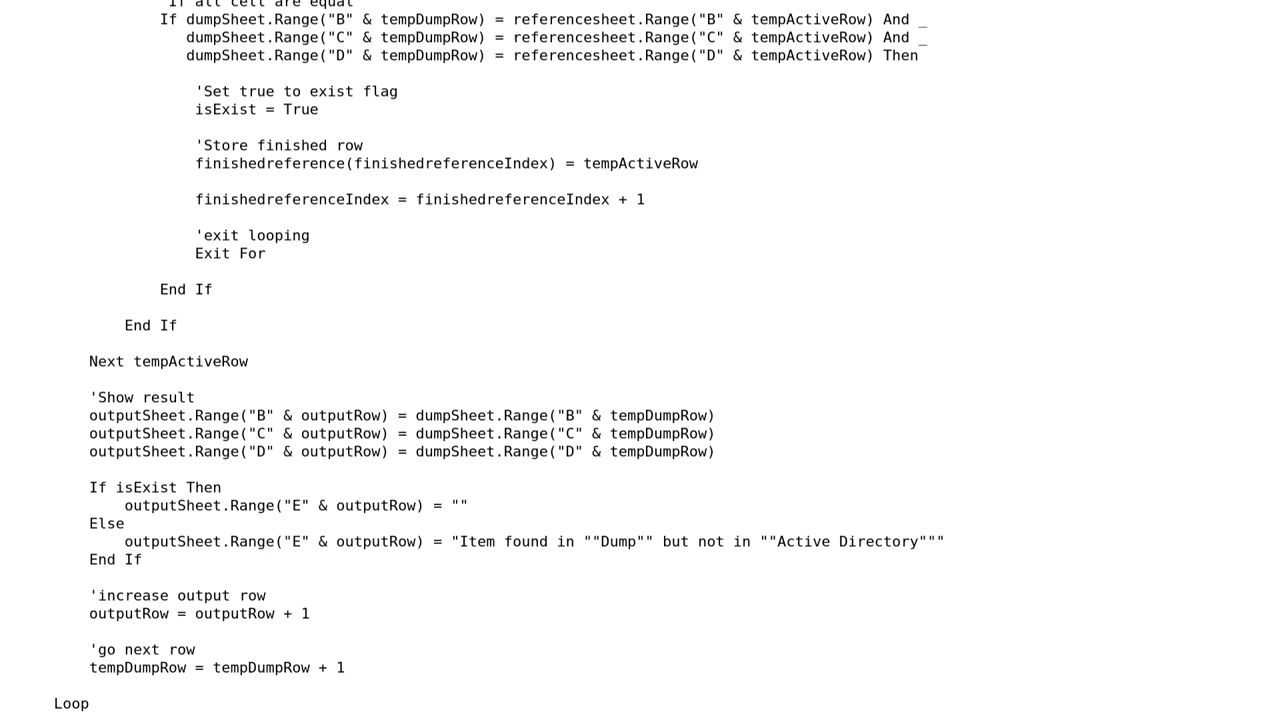 'If all cell are equal
If dumpSheet.Range("B" & tempDumpRow) = referencesheet.Range("B" & tempActiveRow) And _
dumpSheet.Range("C" & tempDumpRow) = referencesheet.Range("C" & tempActiveRow) And _
dumpSheet.Range("D" & tempDumpRow) = referencesheet.Range("D" & tempActiveRow) Then
'Set true to exist flag
isExist = True
'Store finished row
finishedreference(finishedreferenceIndex) = tempActiveRow
finishedreferenceIndex = finishedreferenceIndex + 1
'exit looping
Exit For
End If
End If
Next tempActiveRow
'Show result
outputSheet.Range("B" & outputRow) = dumpSheet.Range("B" & tempDumpRow)
outputSheet.Range("C" & outputRow) = dumpSheet.Range("C" & tempDumpRow)
outputSheet.Range("D" & outputRow) = dumpSheet.Range("D" & tempDumpRow)
If isExist Then
outputSheet.Range("E" & outputRow) = ""
Else
outputSheet.Range("E" & outputRow) = "Item found in ""Dump"" but not in ""Active Directory"""
End If
'increase output row
outputRow = outputRow + 1
'go next row
tempDumpRow = tempDumpRow + 1
Loop